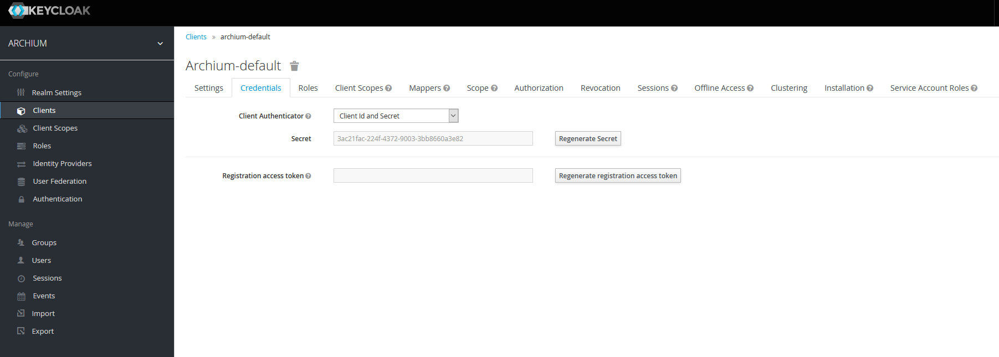 KEYCLOAK
ARCHIUM
Configure
Realm Settings
Clients
Client Scopes
Roles
Identity Providers
User Federation
Authentication
Manage
Groups
Users
Sessions
Events
Import
Export
Clients » archium-default
Archium-default
Settings Credentials Roles Client Scopes Mappers Scope Authorization Revocation Sessions Offline Access Clustering Installation Service Account Roles
Client Authenticator Client Id and Secret
Secret 3ac21fac-224f-4372-9003-3bb8660a3e82 Regenerate Secret
Registration access token Regenerate registration access token